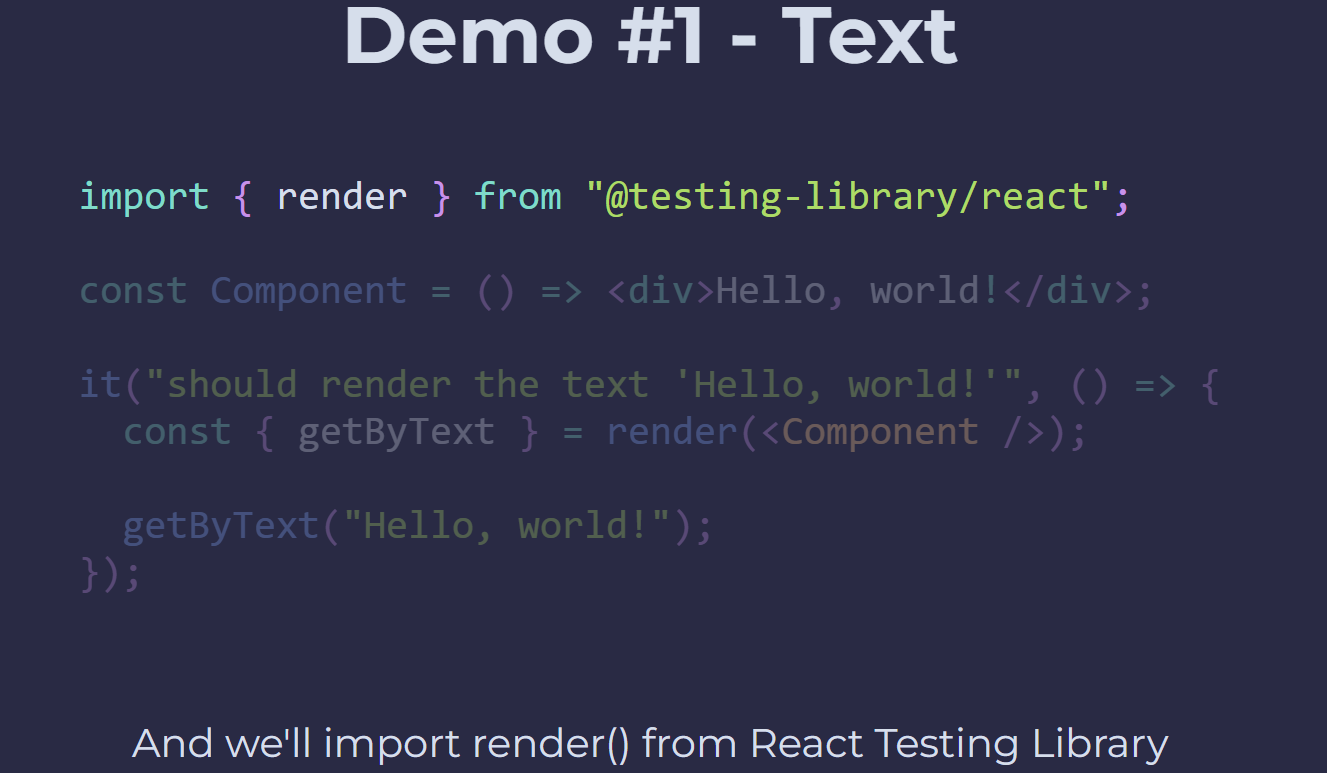 Demo #1 - Text
import { render } from "@testing-library/react";
const Component = () => <div>Hello, world!</div>;
it("should render the text 'Hello, world!'", () => {
const { getByText } = render(<Component />);
getByText("Hello, world!");
});
And we'll import render() from React Testing Library